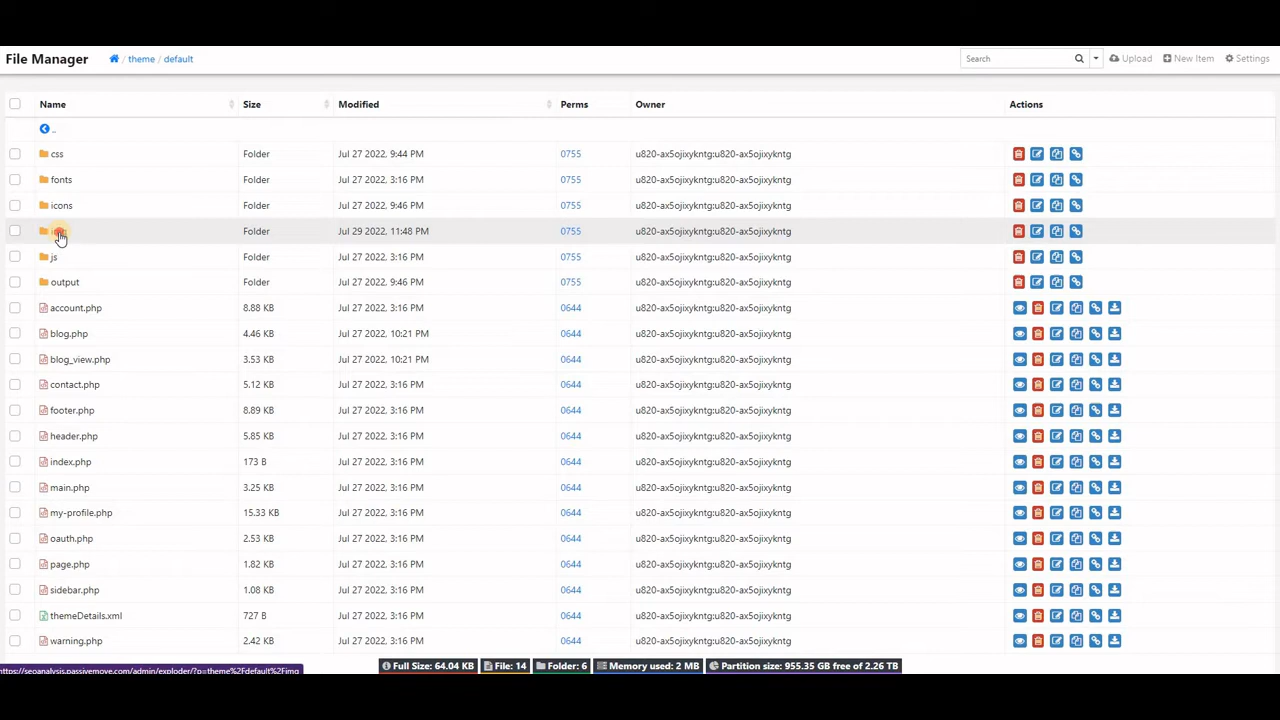 File Manager / theme / default Search Upload New Item Settings
Name Size Modified Perms Owner Actions
..
css Folder Jul 27 2022, 9:44 PM 0755 u820-ax5ojixykntg:u820-ax5ojixykntg
fonts Folder Jul 27 2022, 3:16 PM 0755 u820-ax5ojixykntg:u820-ax5ojixykntg
icons Folder Jul 27 2022, 9:46 PM 0755 u820-ax5ojixykntg:u820-ax5ojixykntg
Folder Jul 29 2022, 11:48 PM 0755 u820-ax5ojixykntg:u820-ax5ojixykntg
js Folder Jul 27 2022, 3:16 PM 0755 u820-ax5ojixykntg:u820-ax5ojixykntg
output Folder Jul 27 2022, 9:46 PM 0755 u820-ax5ojixykntg:u820-ax5ojixykntg
account.php 8.88 KB Jul 27 2022, 3:16 PM 0644 u820-ax5ojixykntg:u820-ax5ojixykntg
blog.php 4.46 KB Jul 27 2022, 10:21 PM 0644 u820-ax5ojixykntg:u820-ax5ojixykntg
blog_view.php 3.53 KB Jul 27 2022, 10:21 PM 0644 u820-ax5ojixykntg:u820-ax5ojixykntg
contact.php 5.12 KB Jul 27 2022, 3:16 PM 0644 u820-ax5ojixykntg:u820-ax5ojixykntg
footer.php 8.89 KB Jul 27 2022, 3:16 PM 0644 u820-ax5ojixykntg:u820-ax5ojixykntg
header.php 5.85 KB Jul 27 2022, 3:16 PM 0644 u820-ax5ojixykntg:u820-ax5ojixykntg
index.php 173 B Jul 27 2022, 3:16 PM 0644 u820-ax5ojixykntg:u820-ax5ojixykntg
main.php 3.25 KB Jul 27 2022, 3:16 PM 0644 u820-ax5ojixykntg:u820-ax5ojixykntg
my-profile.php 15.33 KB Jul 27 2022, 3:16 PM 0644 u820-ax5ojixykntg:u820-ax5ojixykntg
oauth.php 2.53 KB Jul 27 2022, 3:16 PM 0644 u820-ax5ojixykntg:u820-ax5ojixykntg
page.php 1.82 KB Jul 27 2022, 3:16 PM 0644 u820-ax5ojixykntg:u820-ax5ojixykntg
sidebar.php 1.08 KB Jul 27 2022, 3:16 PM 0644 u820-ax5ojixykntg:u820-ax5ojixykntg
themeDetails.xml 727 B Jul 27 2022, 3:16 PM 0644 u820-ax5ojixykntg:u820-ax5ojixykntg
warning.php 2.42 KB Jul 27 2022, 3:16 PM 0644 u820-ax5ojixykntg:u820-ax5ojixykntg
https://seoanalysis.passivemove.com/admin/exploder/?p=theme%2Fdefault%2Fimg Full Size: 64.04 KB File: 14 Folder: 6 Memory used: 2 MB Partition size: 955.35 GB free of 2.26 TB